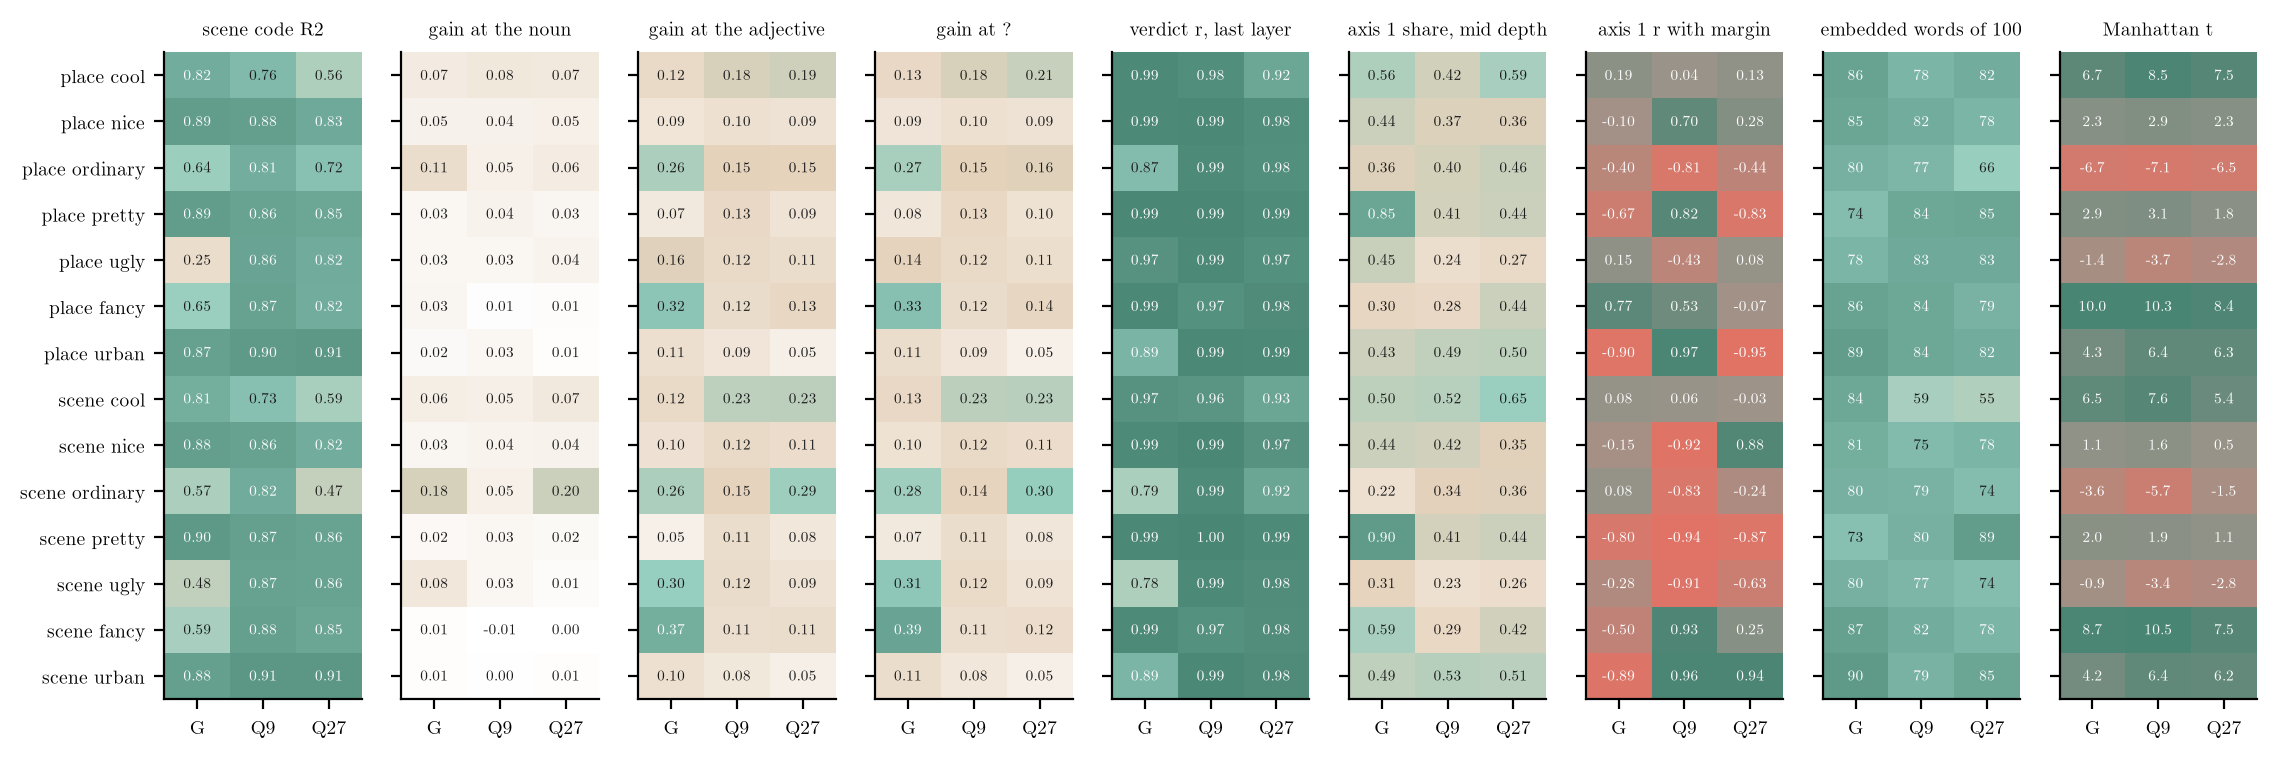 scene code R2 gain at the noun gain at the adjective gain at ? verdict r, last layer axis 1 share, mid depth axis 1 r with margin embedded words of 100 Manhattan t
place cool 0.82 0.76 0.56 0.07 0.08 0.07 0.12 0.18 0.19 0.13 0.18 0.21 0.99 0.98 0.92 0.56 0.42 0.59 0.19 0.04 0.13 86 78 82 6.7 8.5 7.5
place nice 0.89 0.88 0.83 0.05 0.04 0.05 0.09 0.10 0.09 0.09 0.10 0.09 0.99 0.99 0.98 0.44 0.37 0.36 -0.10 0.70 0.28 85 82 78 2.3 2.9 2.3
place ordinary 0.64 0.81 0.72 0.11 0.05 0.06 0.26 0.15 0.15 0.27 0.15 0.16 0.87 0.99 0.98 0.36 0.40 0.46 -0.40 -0.81 -0.44 80 77 66 -6.7 -7.1 -6.5
place pretty 0.89 0.86 0.85 0.03 0.04 0.03 0.07 0.13 0.09 0.08 0.13 0.10 0.99 0.99 0.99 0.85 0.41 0.44 -0.67 0.82 -0.83 74 84 85 2.9 3.1 1.8
place ugly 0.25 0.86 0.82 0.03 0.03 0.04 0.16 0.12 0.11 0.14 0.12 0.11 0.97 0.99 0.97 0.45 0.24 0.27 0.15 -0.43 0.08 78 83 83 -1.4 -3.7 -2.8
place fancy 0.65 0.87 0.82 0.03 0.01 0.01 0.32 0.12 0.13 0.33 0.12 0.14 0.99 0.97 0.98 0.30 0.28 0.44 0.77 0.53 -0.07 86 84 79 10.0 10.3 8.4
place urban 0.87 0.90 0.91 0.02 0.03 0.01 0.11 0.09 0.05 0.11 0.09 0.05 0.89 0.99 0.99 0.43 0.49 0.50 -0.90 0.97 -0.95 89 84 82 4.3 6.4 6.3
scene cool 0.81 0.73 0.59 0.06 0.05 0.07 0.12 0.23 0.23 0.13 0.23 0.23 0.97 0.96 0.93 0.50 0.52 0.65 0.08 0.06 -0.03 84 59 55 6.5 7.6 5.4
scene nice 0.88 0.86 0.82 0.03 0.04 0.04 0.10 0.12 0.11 0.10 0.12 0.11 0.99 0.99 0.97 0.44 0.42 0.35 -0.15 -0.92 0.88 81 75 78 1.1 1.6 0.5
scene ordinary 0.57 0.82 0.47 0.18 0.05 0.20 0.26 0.15 0.29 0.28 0.14 0.30 0.79 0.99 0.92 0.22 0.34 0.36 0.08 -0.83 -0.24 80 79 74 -3.6 -5.7 -1.5
scene pretty 0.90 0.87 0.86 0.02 0.03 0.02 0.05 0.11 0.08 0.07 0.11 0.08 0.99 1.00 0.99 0.90 0.41 0.44 -0.80 -0.94 -0.87 73 80 89 2.0 1.9 1.1
scene ugly 0.48 0.87 0.86 0.08 0.03 0.01 0.30 0.12 0.09 0.31 0.12 0.09 0.78 0.99 0.98 0.31 0.23 0.26 -0.28 -0.91 -0.63 80 77 74 -0.9 -3.4 -2.8
scene fancy 0.59 0.88 0.85 0.01 -0.01 0.00 0.37 0.11 0.11 0.39 0.11 0.12 0.99 0.97 0.98 0.59 0.29 0.42 -0.50 0.93 0.25 87 82 78 8.7 10.5 7.5
scene urban 0.88 0.91 0.91 0.01 0.00 0.01 0.10 0.08 0.05 0.11 0.08 0.05 0.89 0.99 0.98 0.49 0.53 0.51 -0.89 0.96 0.94 90 79 85 4.2 6.4 6.2
G Q9 Q27 G Q9 Q27 G Q9 Q27 G Q9 Q27 G Q9 Q27 G Q9 Q27 G Q9 Q27 G Q9 Q27 G Q9 Q27